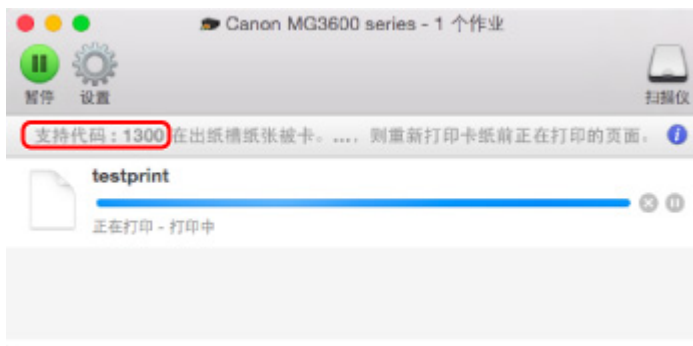 Canon MG3600 series - 1 个作业
暂停 设置 扫描仪
支持代码：1300 在出纸槽纸张被卡。...，则重新打印卡纸前正在打印的页面。
testprint
正在打印 - 打印中